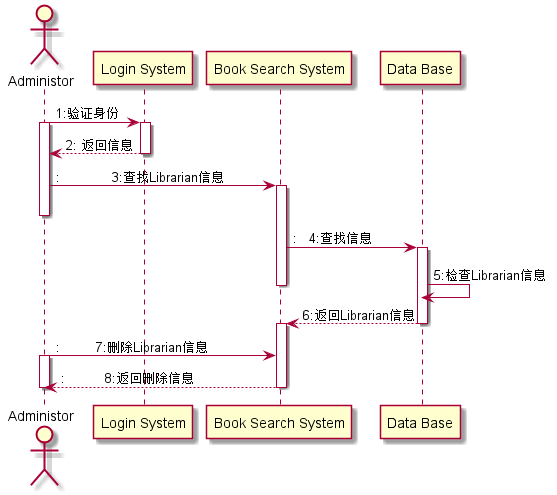 Administor
Login System
Book Search System
Data Base
1:验证身份
2: 返回信息
: 3:查找Librarian信息
: 4:查找信息
5:检查Librarian信息
6:返回Librarian信息
: 7:删除Librarian信息
: 8:返回删除信息
Administor
Login System
Book Search System
Data Base